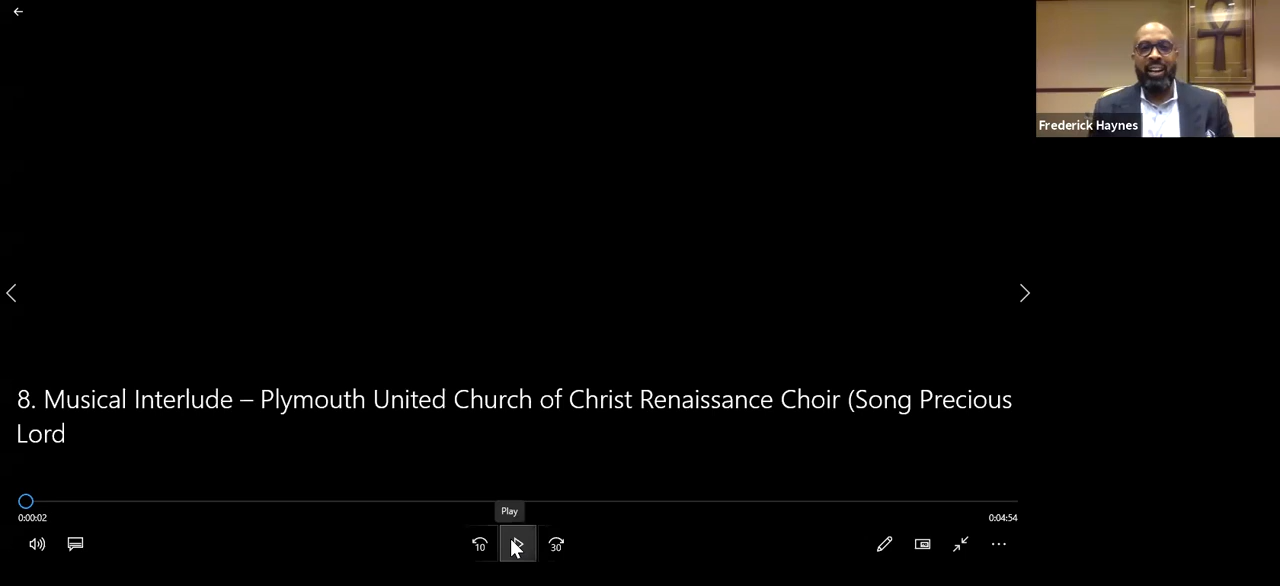 Frederick Haynes
8. Musical Interlude – Plymouth United Church of Christ Renaissance Choir (Song Precious
Lord
Play
0:00:02
0:04:54
10
30